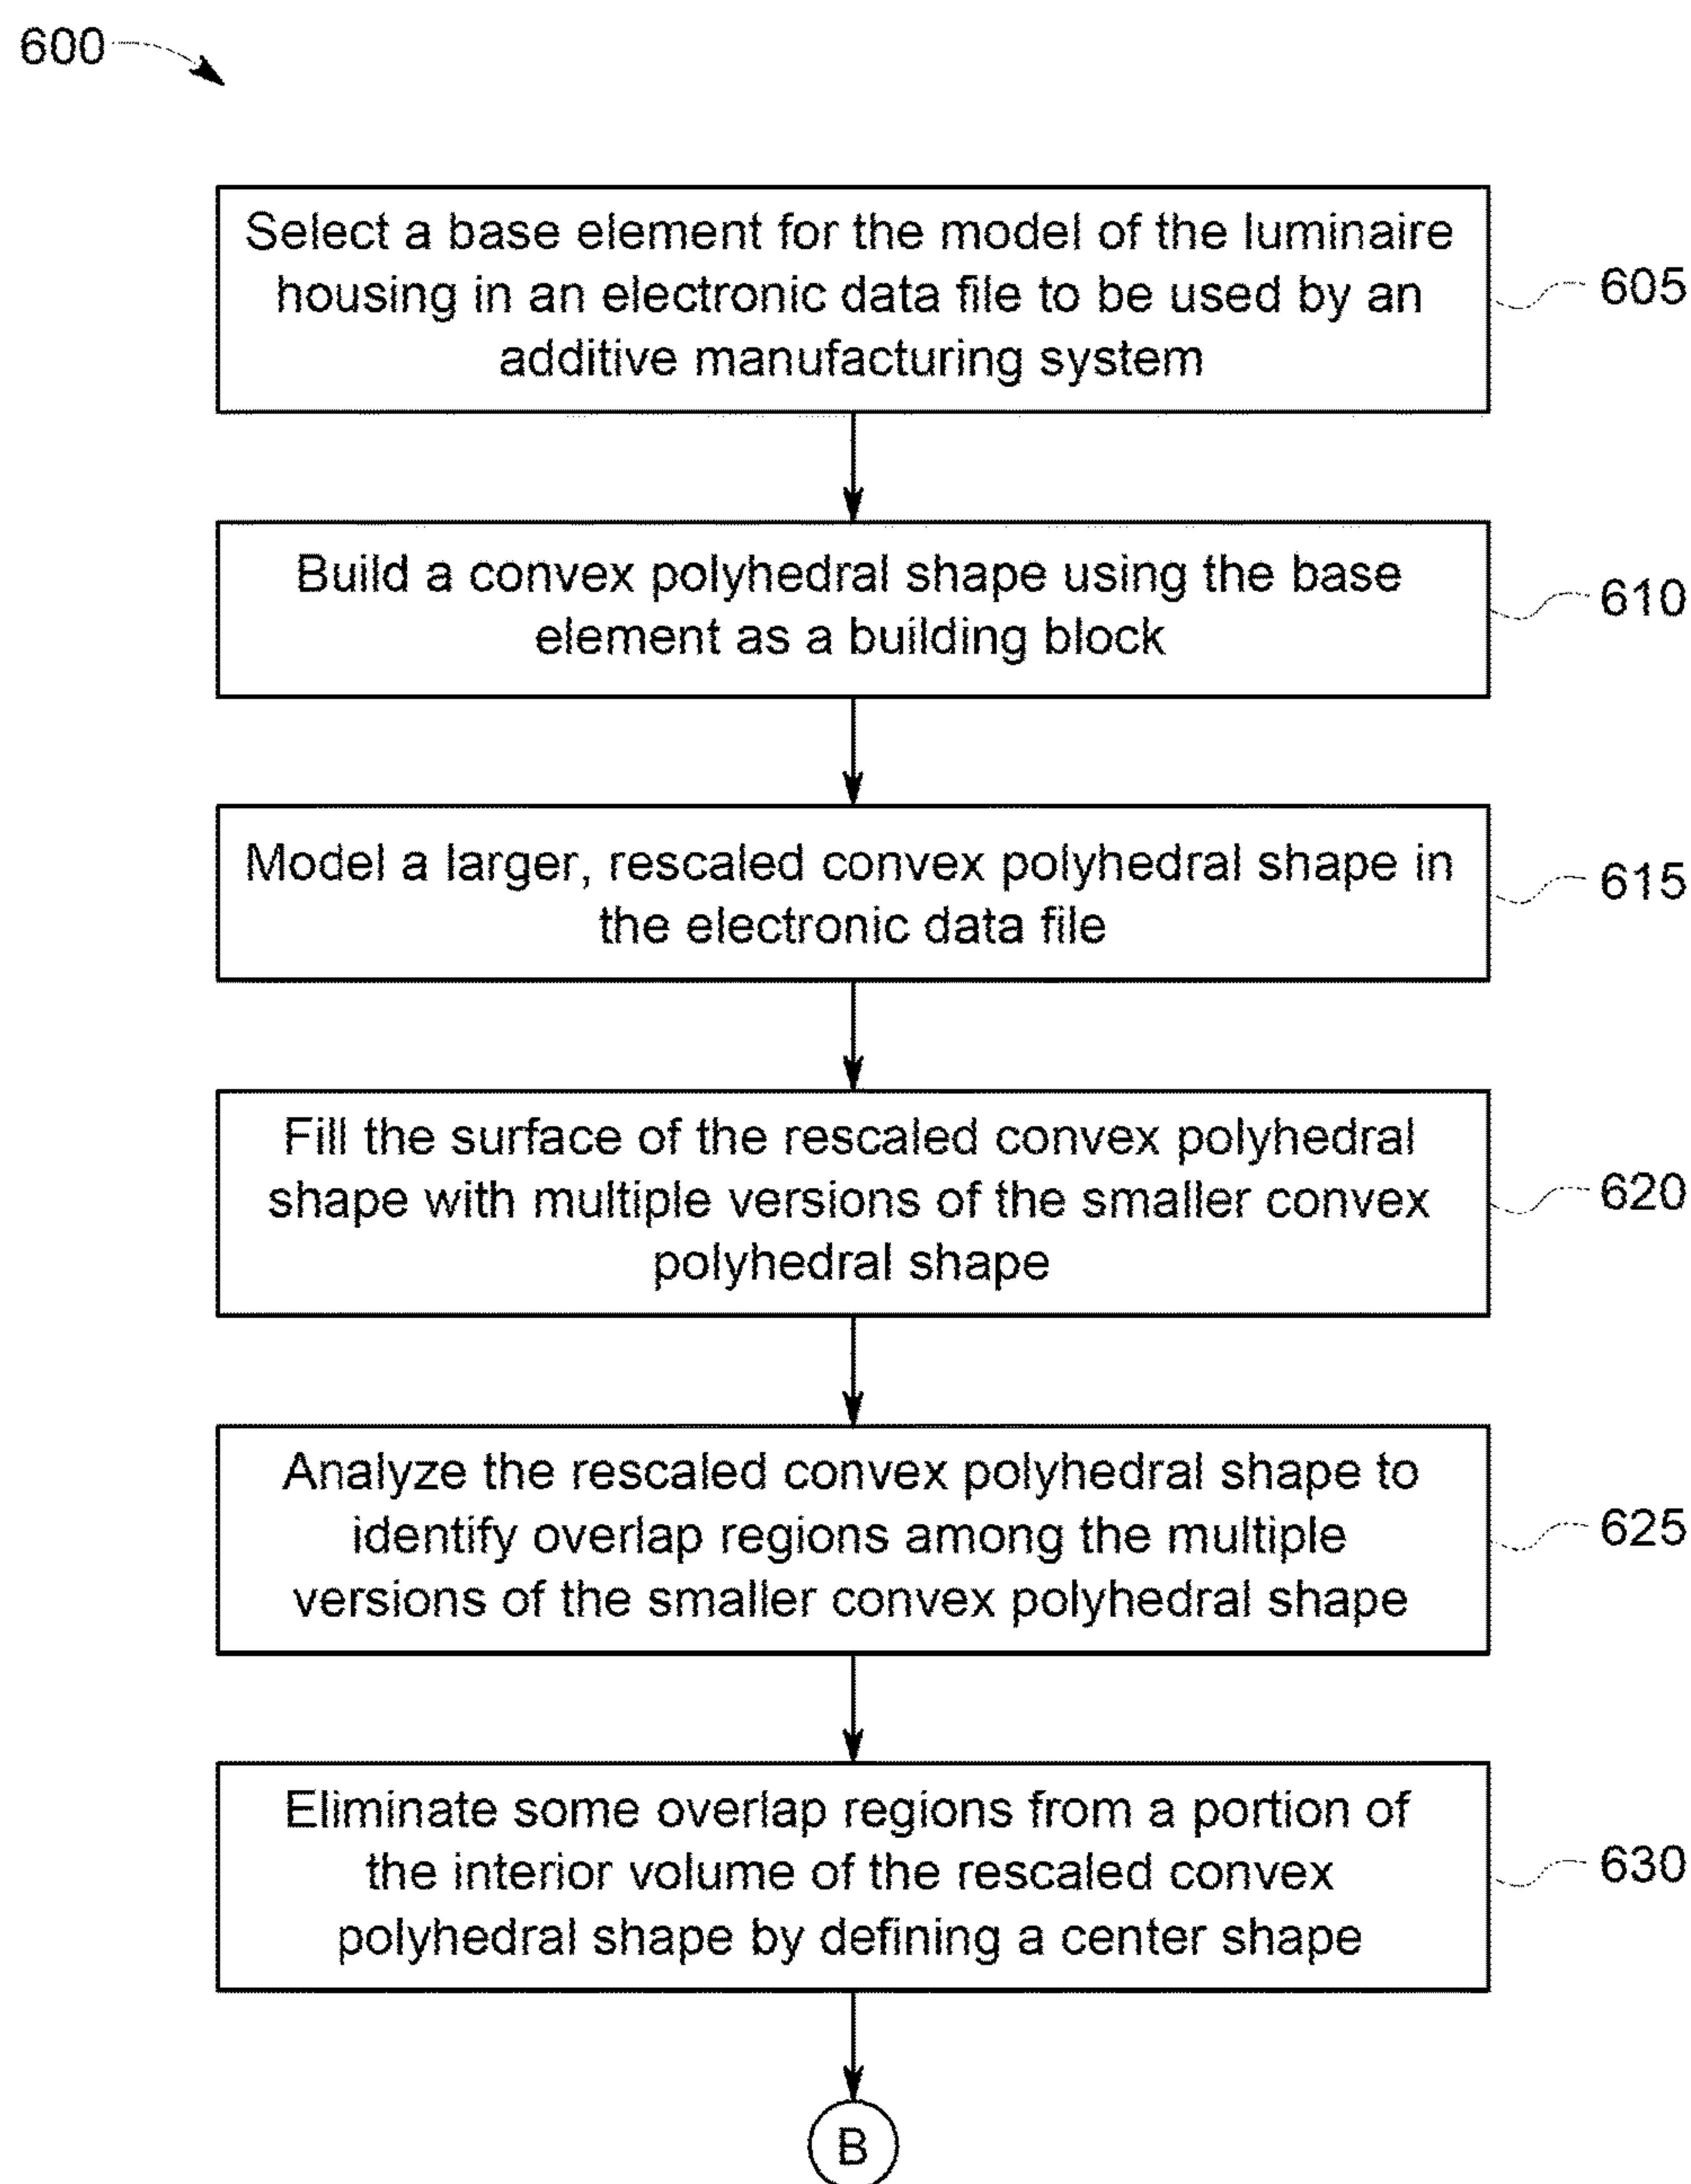 600
Select a base element for the model of the luminaire
housing in an electronic data file to be used by an
additive manufacturing system
605
Build a convex polyhedral shape using the base
element as a building block
610
Model a larger, rescaled convex polyhedral shape in
the electronic data file
615
Fill the surface of the rescaled convex polyhedral
shape with multiple versions of the smaller convex
polyhedral shape
620
Analyze the rescaled convex polyhedral shape to
identify overlap regions among the multiple
versions of the smaller convex polyhedral shape
625
Eliminate some overlap regions from a portion of
the interior volume of the rescaled convex
polyhedral shape by defining a center shape
630
B